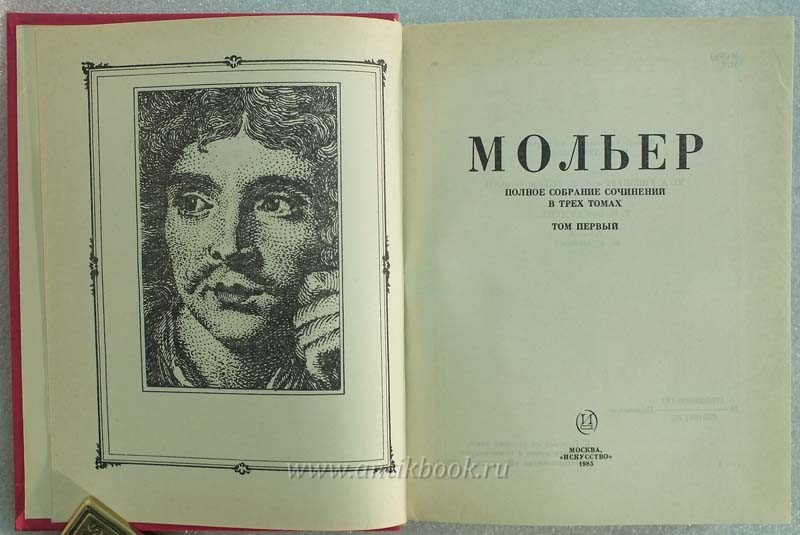 МОЛЬЕР
ПОЛНОЕ СОБРАНИЕ СОЧИНЕНИЙ
В ТРЕХ ТОМАХ
ТОМ ПЕРВЫЙ
И
МОСКВА,
«ИСКУССТВО»
1985
www.antikbook.ru